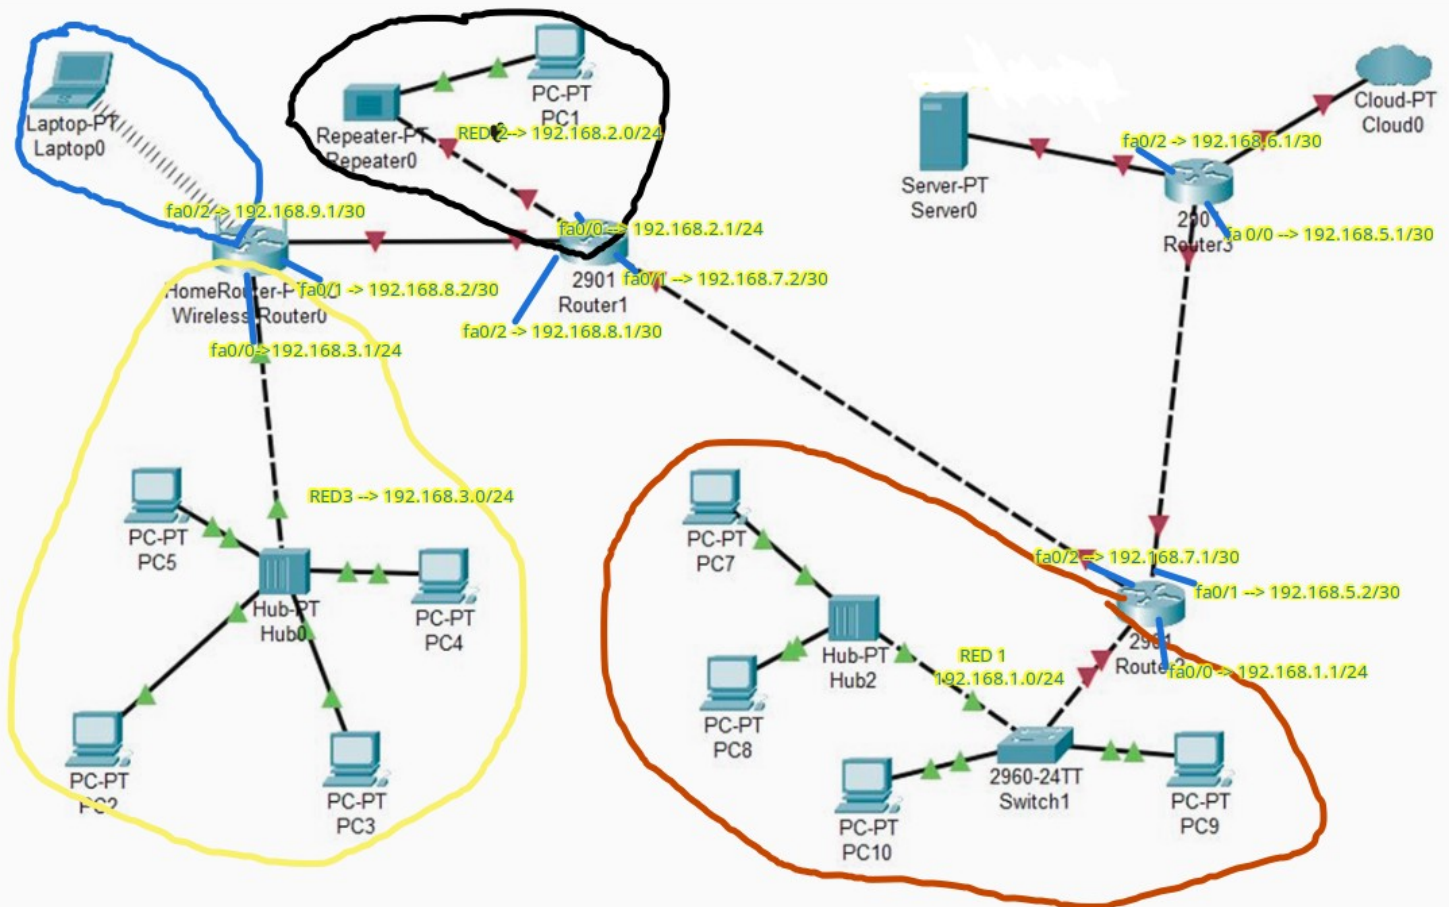 Laptop-PT
Laptop0
PC-PT
PC1
Repeater-PT
Repeater0
RED 2--> 192.168.2.0/24
Server-PT
Server0
Cloud-PT
Cloud0
fa0/2 -> 192.168.6.1/30
Router3
fa 0/0 --> 192.168.5.1/30
fa0/2 -> 192.168.9.1/30
fa0/0 --> 192.168.2.1/24
2901
Router1
fa0/1 --> 192.168.7.2/30
fa0/1 -> 192.168.8.2/30
Wireless Router0
fa0/2 -> 192.168.8.1/30
fa0/0->192.168.3.1/24
RED3 --> 192.168.3.0/24
PC-PT
PC5
Hub-PT
Hub0
PC-PT
PC4
PC-PT
PC2
PC-PT
PC3
PC-PT
PC7
Hub-PT
Hub2
PC-PT
PC8
RED 1
192.168.1.0/24
fa0/2 --> 192.168.7.1/30
fa0/1 --> 192.168.5.2/30
fa0/0 -> 192.168.1.1/24
2960-24TT
Switch1
PC-PT
PC9
PC-PT
PC10